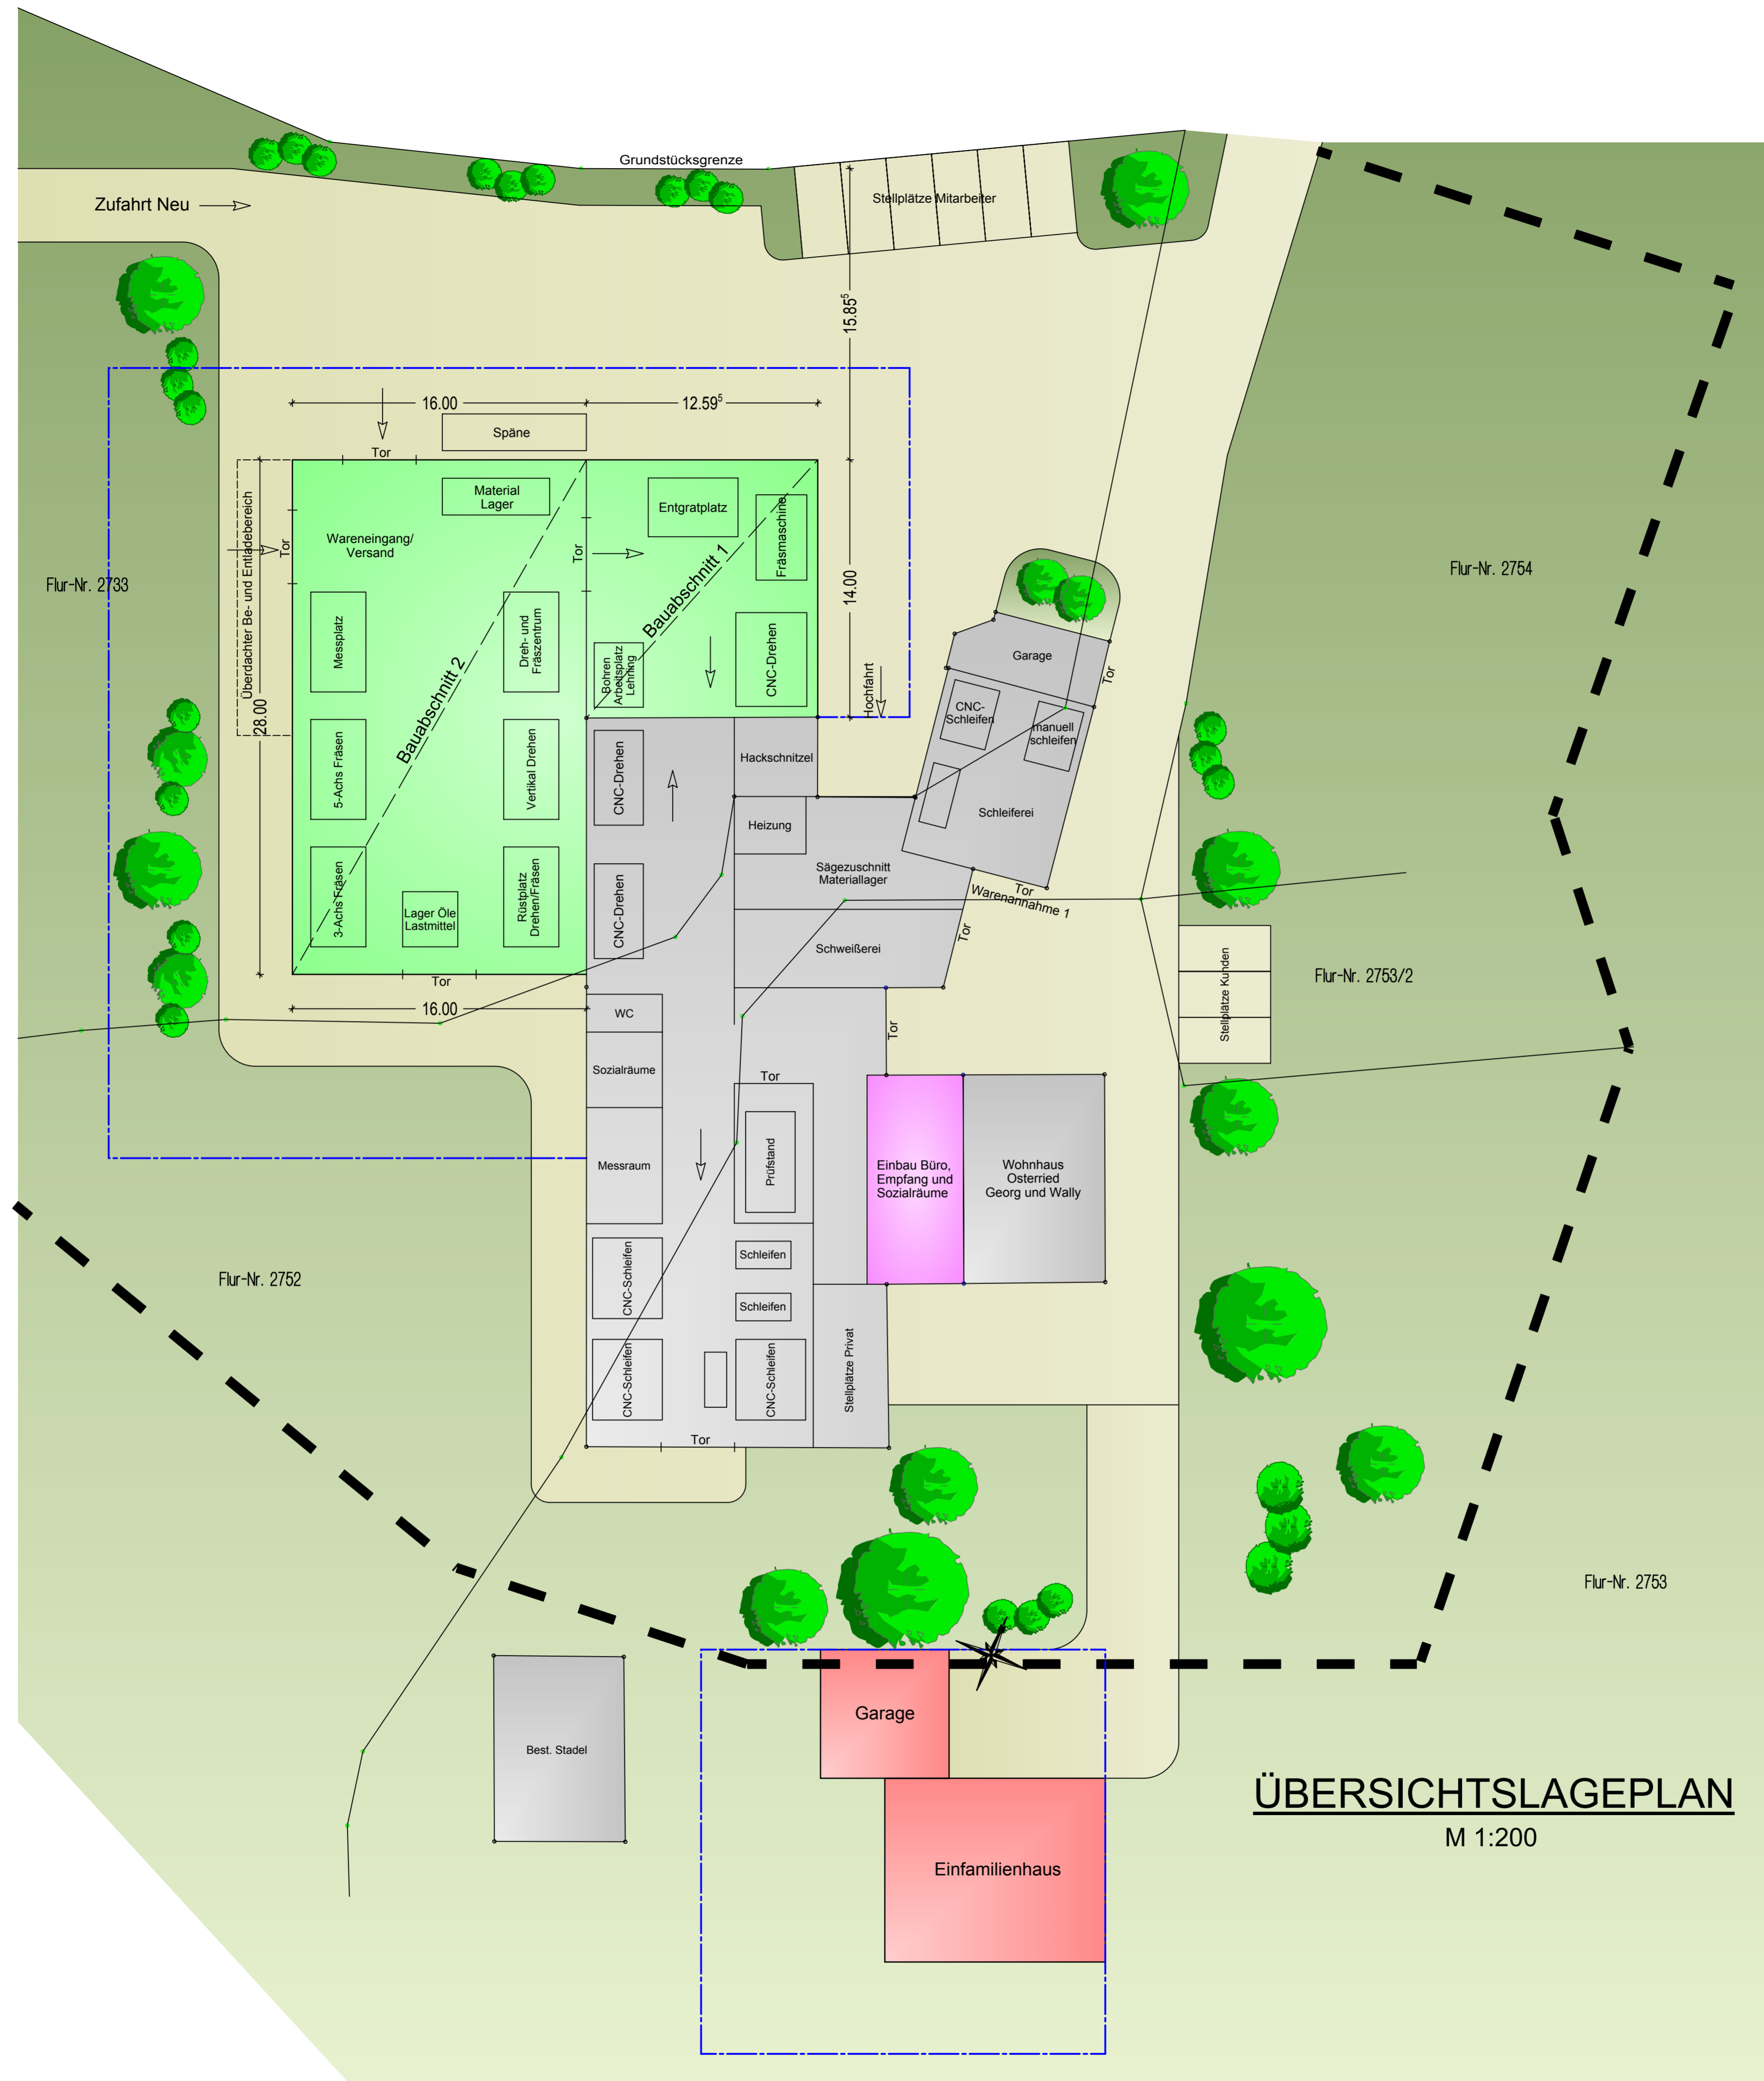 Grundstücksgrenze
Zufahrt Neu
Stellplätze Mitarbeiter
15.85⁵
16.00
12.59⁵
Späne
Tor
Überdachter Be- und Entladebereich
28.00
Tor
Material
Lager
Wareneingang/
Versand
Tor
Entgratplatz
Fräsmaschine
Bauabschnitt 1
14.00
Flur-Nr. 2733
Flur-Nr. 2754
Messplatz
Dreh- und
Fräszentrum
Bohren
Arbeitsplatz
Lehrling
CNC-Drehen
Hochfahrt
Garage
Tor
Bauabschnitt 2
CNC-
Schleifen
manuell
schleifen
5-Achs Fräsen
Vertikal Drehen
CNC-Drehen
Hackschnitzel
Heizung
Schleiferei
Sägezuschnitt
Materiallager
Tor
Warenannahme 1
3-Achs Fräsen
Lager Öle
Lastmittel
Rüstplatz
Drehen/Fräsen
CNC-Drehen
Schweißerei
Tor
Tor
16.00
WC
Tor
Stellplätze Kunden
Flur-Nr. 2753/2
Sozialräume
Tor
Messraum
Prüfstand
Einbau Büro,
Empfang und
Sozialräume
Wohnhaus
Osterried
Georg und Wally
Flur-Nr. 2752
CNC-Schleifen
Schleifen
Schleifen
CNC-Schleifen
CNC-Schleifen
Stellplätze Privat
Tor
Flur-Nr. 2753
Garage
Best. Stadel
Einfamilienhaus
ÜBERSICHTSLAGEPLAN
M 1:200